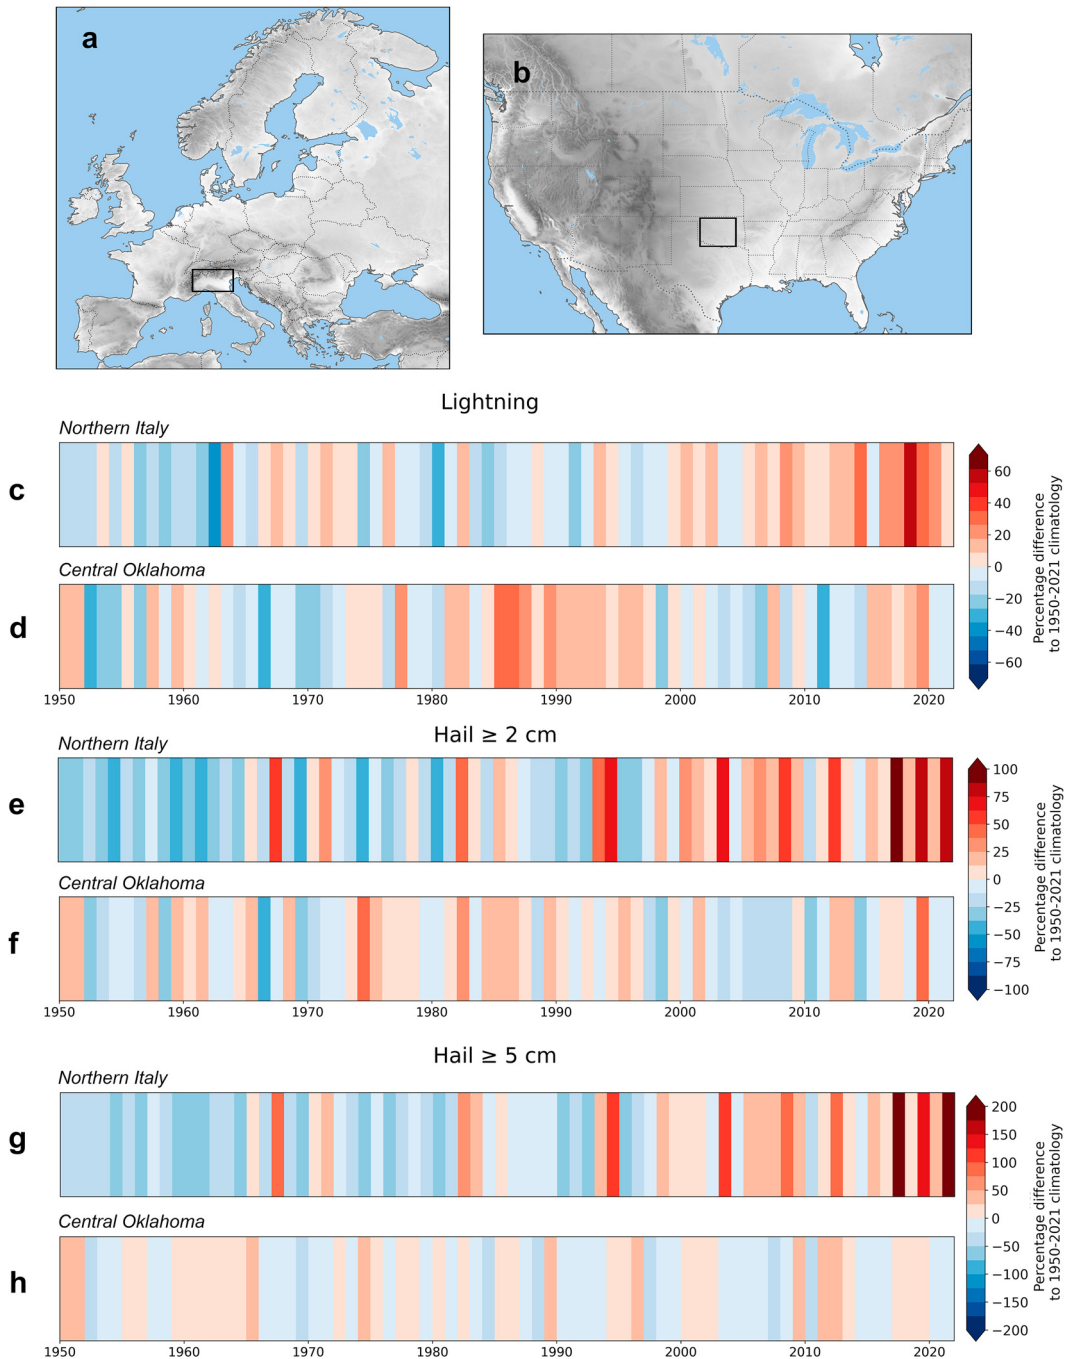 a
b
Lightning
Northern Italy
c
Central Oklahoma
d
1950 1960 1970 1980 1990 2000 2010 2020
60
40
20
0
−20
−40
−60
Percentage difference
to 1950-2021 climatology
Hail ≥ 2 cm
Northern Italy
e
Central Oklahoma
f
1950 1960 1970 1980 1990 2000 2010 2020
100
75
50
25
0
−25
−50
−75
−100
Percentage difference
to 1950-2021 climatology
Hail ≥ 5 cm
Northern Italy
g
Central Oklahoma
h
1950 1960 1970 1980 1990 2000 2010 2020
200
150
100
50
0
−50
−100
−150
−200
Percentage difference
to 1950-2021 climatology